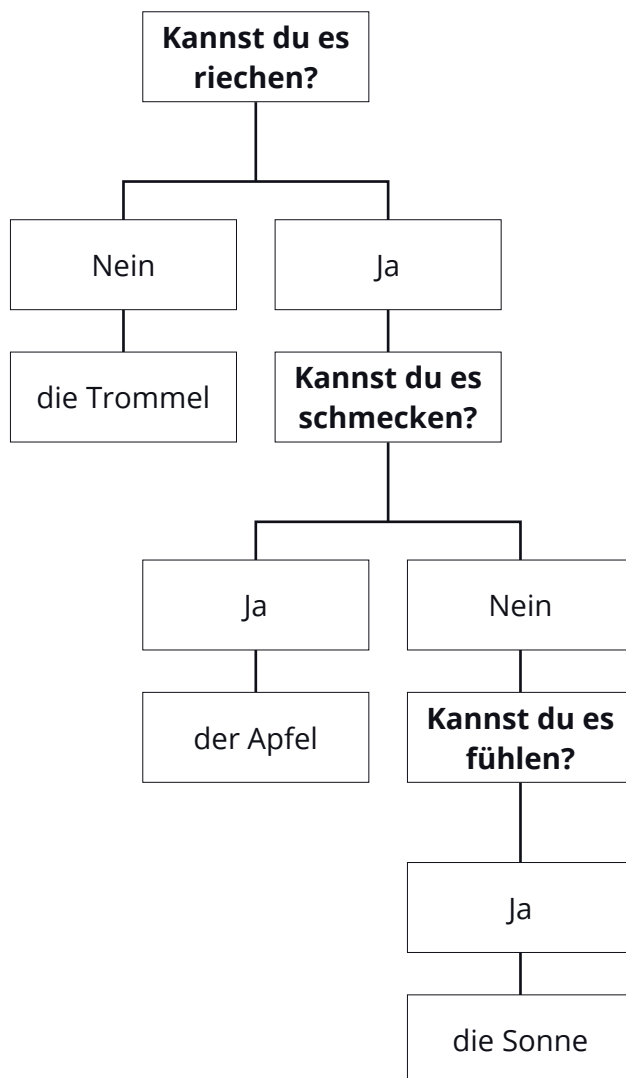 Kannst du es
riechen?
Nein
Ja
die Trommel
Kannst du es
schmecken?
Ja
Nein
der Apfel
Kannst du es
fühlen?
Ja
die Sonne